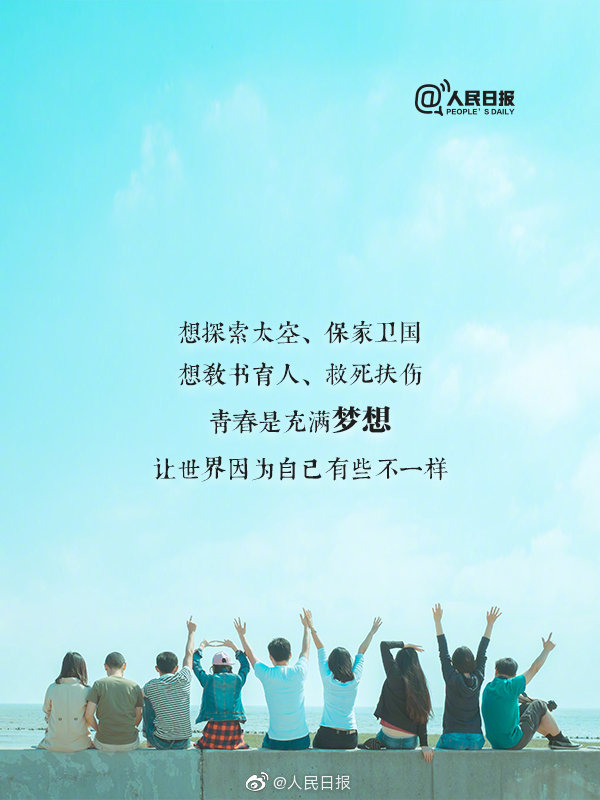 @人民日报
PEOPLE'S DAILY
想探索太空、保家卫国
想教书育人、救死扶伤
青春是充满梦想
让世界因为自己有些不一样
@人民日报